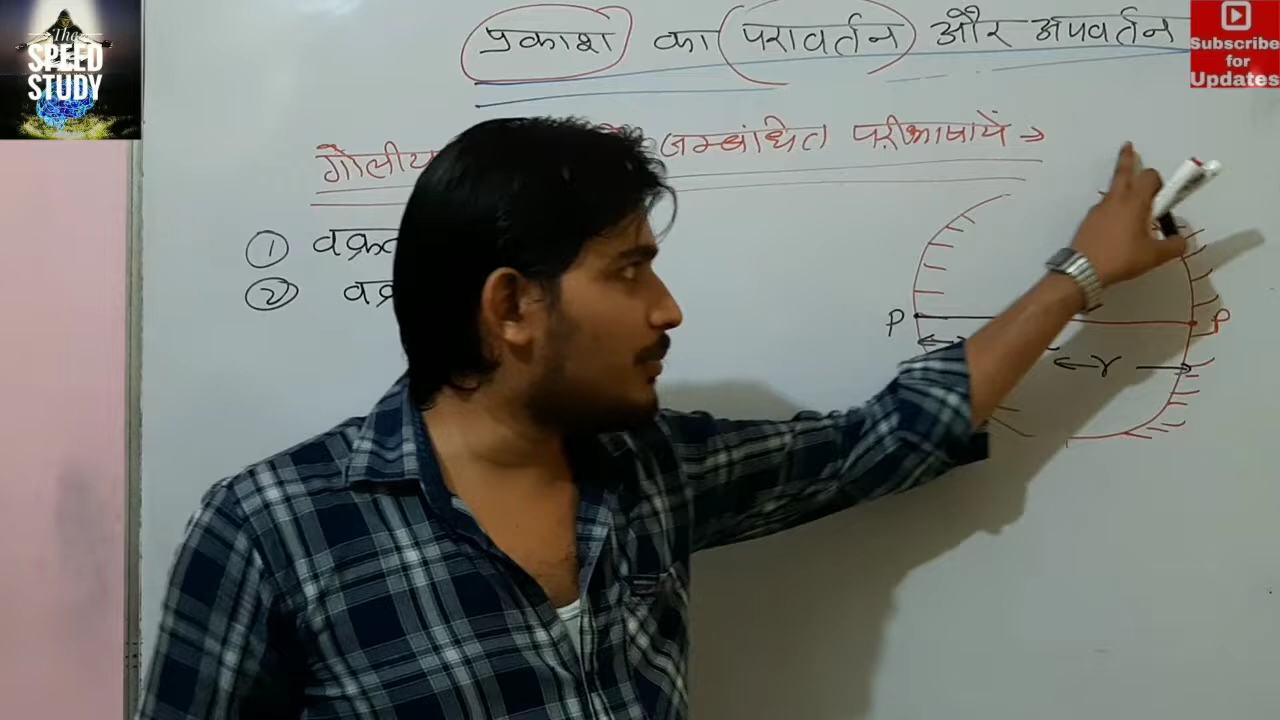 The
SPEED
STUDY
प्रकाश का परावर्तन और अपवर्तन
Subscribe
for
Updates
सम्बंधित परीभाषायें →
①
②
P
P
r